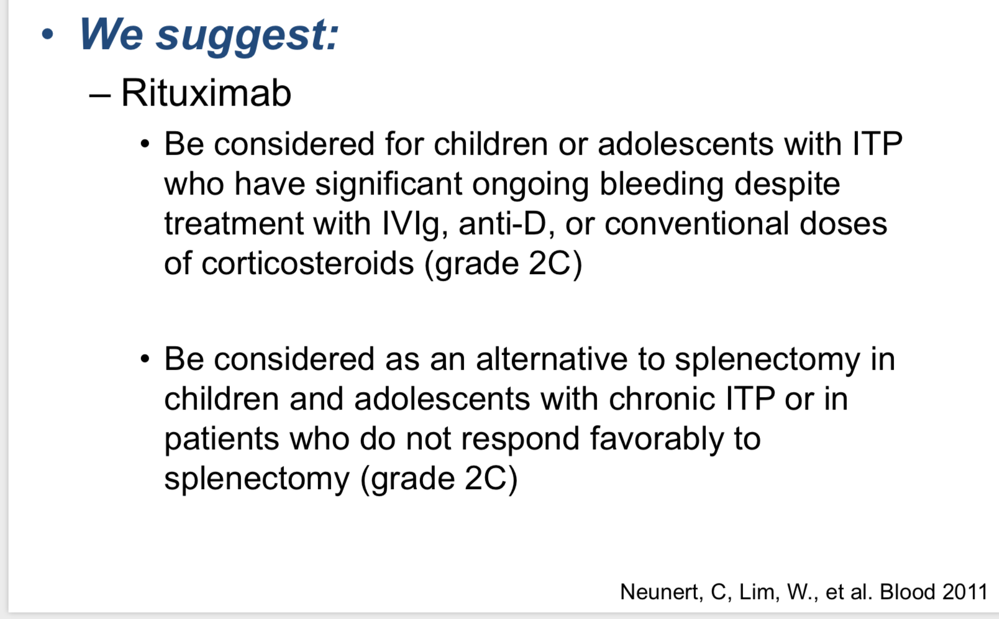 • We suggest:
– Rituximab
• Be considered for children or adolescents with ITP
who have significant ongoing bleeding despite
treatment with IVIg, anti-D, or conventional doses
of corticosteroids (grade 2C)
• Be considered as an alternative to splenectomy in
children and adolescents with chronic ITP or in
patients who do not respond favorably to
splenectomy (grade 2C)
Neunert, C, Lim, W., et al. Blood 2011